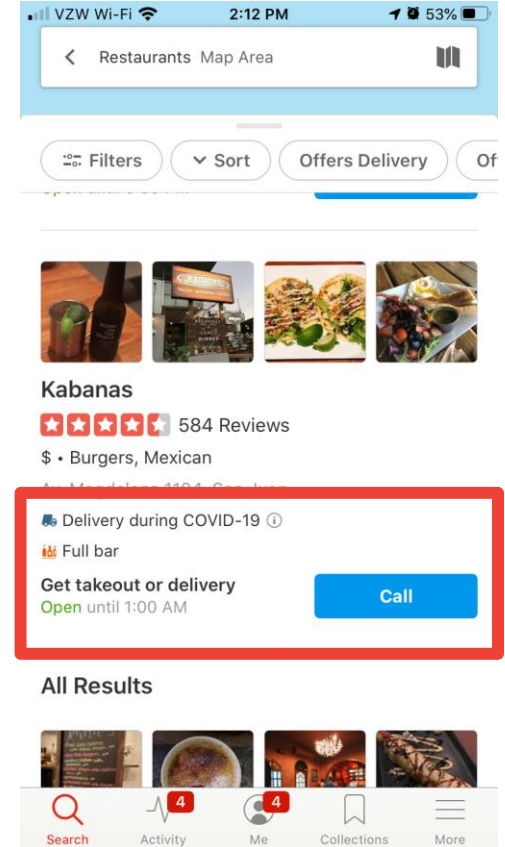 VZW Wi-Fi 2:12 PM 53%
Restaurants Map Area
Filters Sort Offers Delivery Of
Kabanas
584 Reviews
$ • Burgers, Mexican
Delivery during COVID-19
Full bar
Get takeout or delivery
Open until 1:00 AM
Call
All Results
4 4
Search Activity Me Collections More